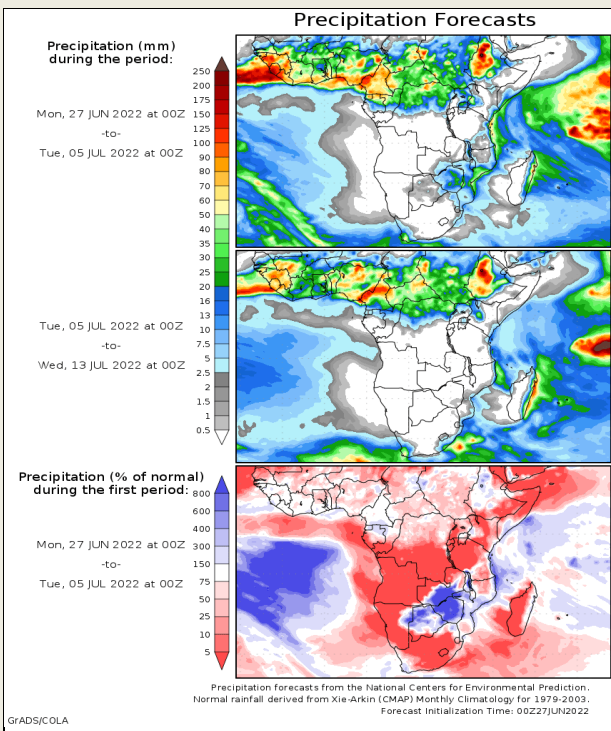 Precipitation Forecasts
Precipitation (mm)
during the period:
Mon, 27 JUN 2022 at 00Z
-to-
Tue, 05 JUL 2022 at 00Z
250
200
175
150
125
100
90
80
70
60
50
40
35
30
25
20
16
13
10
7.5
5
2.5
2
1.5
1
0.5
Tue, 05 JUL 2022 at 00Z
-to-
Wed, 13 JUL 2022 at 00Z
Precipitation (% of normal)
during the first period:
Mon, 27 JUN 2022 at 00Z
-to-
Tue, 05 JUL 2022 at 00Z
800
600
400
300
150
75
50
25
10
5
Precipitation forecasts from the National Centers for Environmental Prediction.
Normal rainfall derived from Xie-Arkin (CMAP) Monthly Climatology for 1979-2003.
Forecast Initialization Time: 00Z27JUN2022
GrADS/COLA